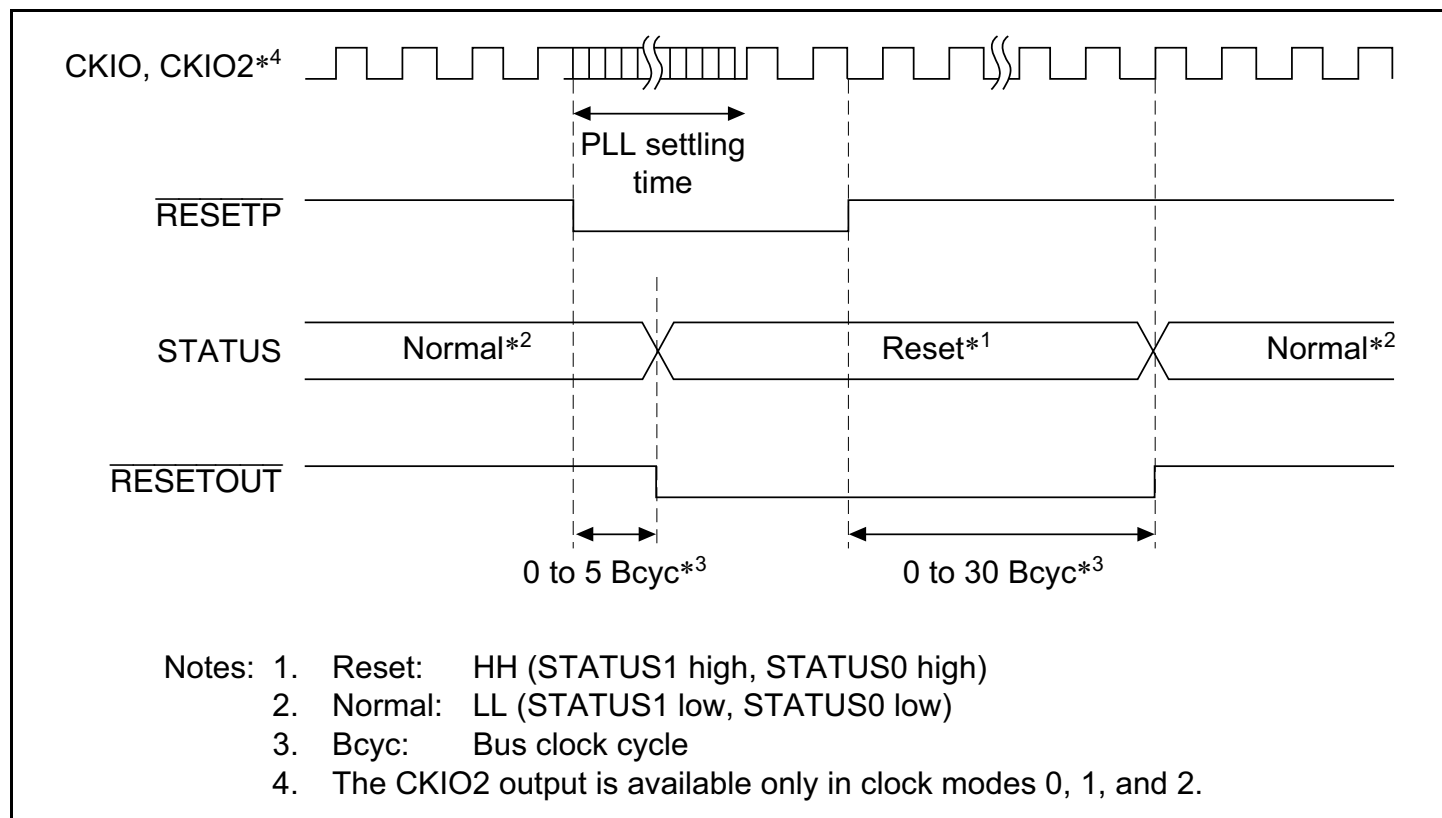 CKIO, CKIO2*4
PLL settling
time
RESETP
STATUS
Normal*2
Reset*1
Normal*2
RESETOUT
0 to 5 Bcyc*3
0 to 30 Bcyc*3
Notes: 1. Reset: HH (STATUS1 high, STATUS0 high)
2. Normal: LL (STATUS1 low, STATUS0 low)
3. Bcyc: Bus clock cycle
4. The CKIO2 output is available only in clock modes 0, 1, and 2.